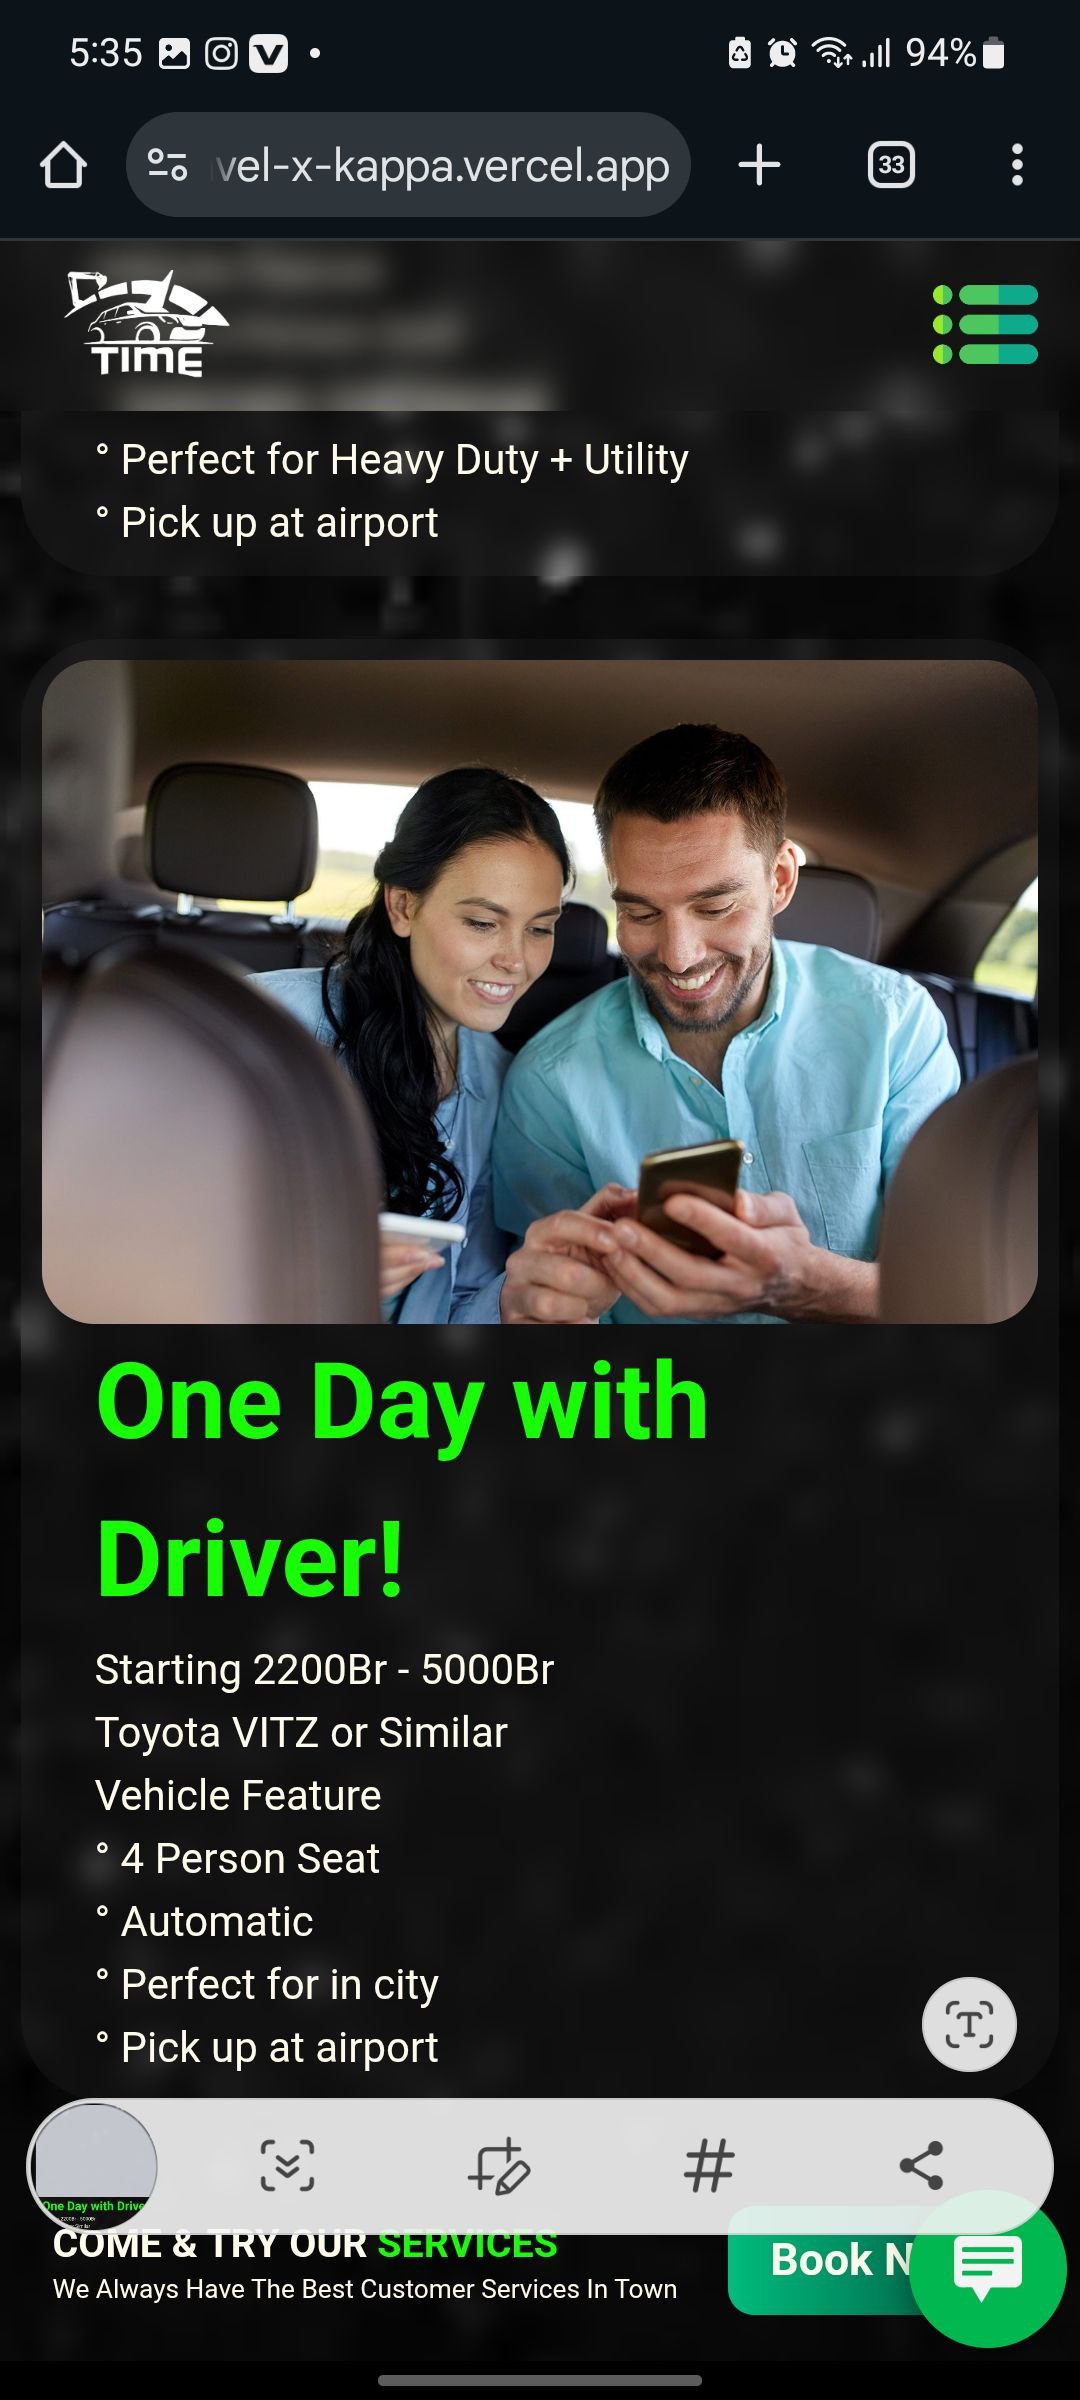 5:35
94%
vel-x-kappa.vercel.app
33
TIME
° Perfect for Heavy Duty + Utility
° Pick up at airport
One Day with
Driver!
Starting 2200Br - 5000Br
Toyota VITZ or Similar
Vehicle Feature
° 4 Person Seat
° Automatic
° Perfect for in city
° Pick up at airport
One Day with Drive
COME & TRY OUR SERVICES
We Always Have The Best Customer Services In Town
Book N